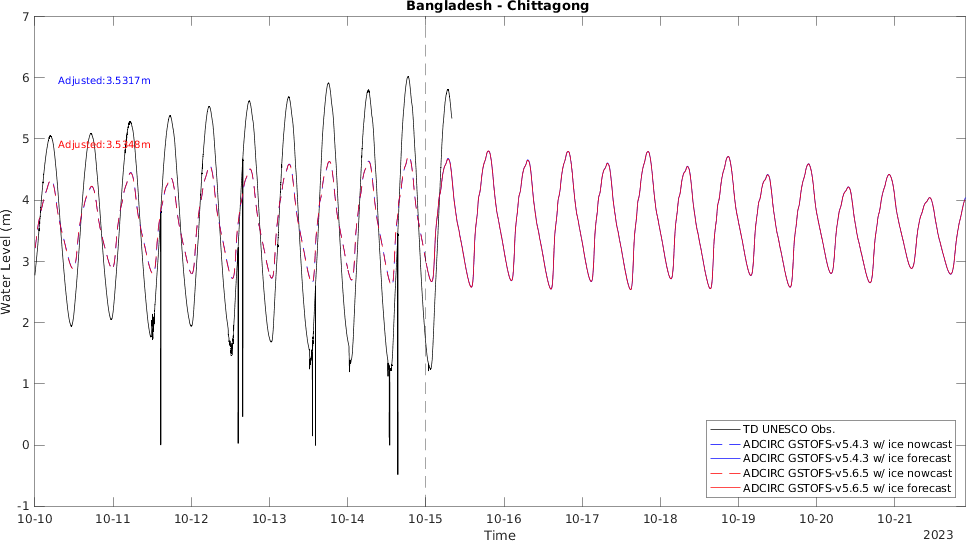 Bangladesh - Chittagong
7
6
5
4
3
2
1
0
-1
Water Level (m)
Adjusted:3.5317m
Adjusted:3.5348m
TD UNESCO Obs.
ADCIRC GSTOFS-v5.4.3 w/ ice nowcast
ADCIRC GSTOFS-v5.4.3 w/ ice forecast
ADCIRC GSTOFS-v5.6.5 w/ ice nowcast
ADCIRC GSTOFS-v5.6.5 w/ ice forecast
10-10 10-11 10-12 10-13 10-14 10-15 10-16 10-17 10-18 10-19 10-20 10-21
Time
2023